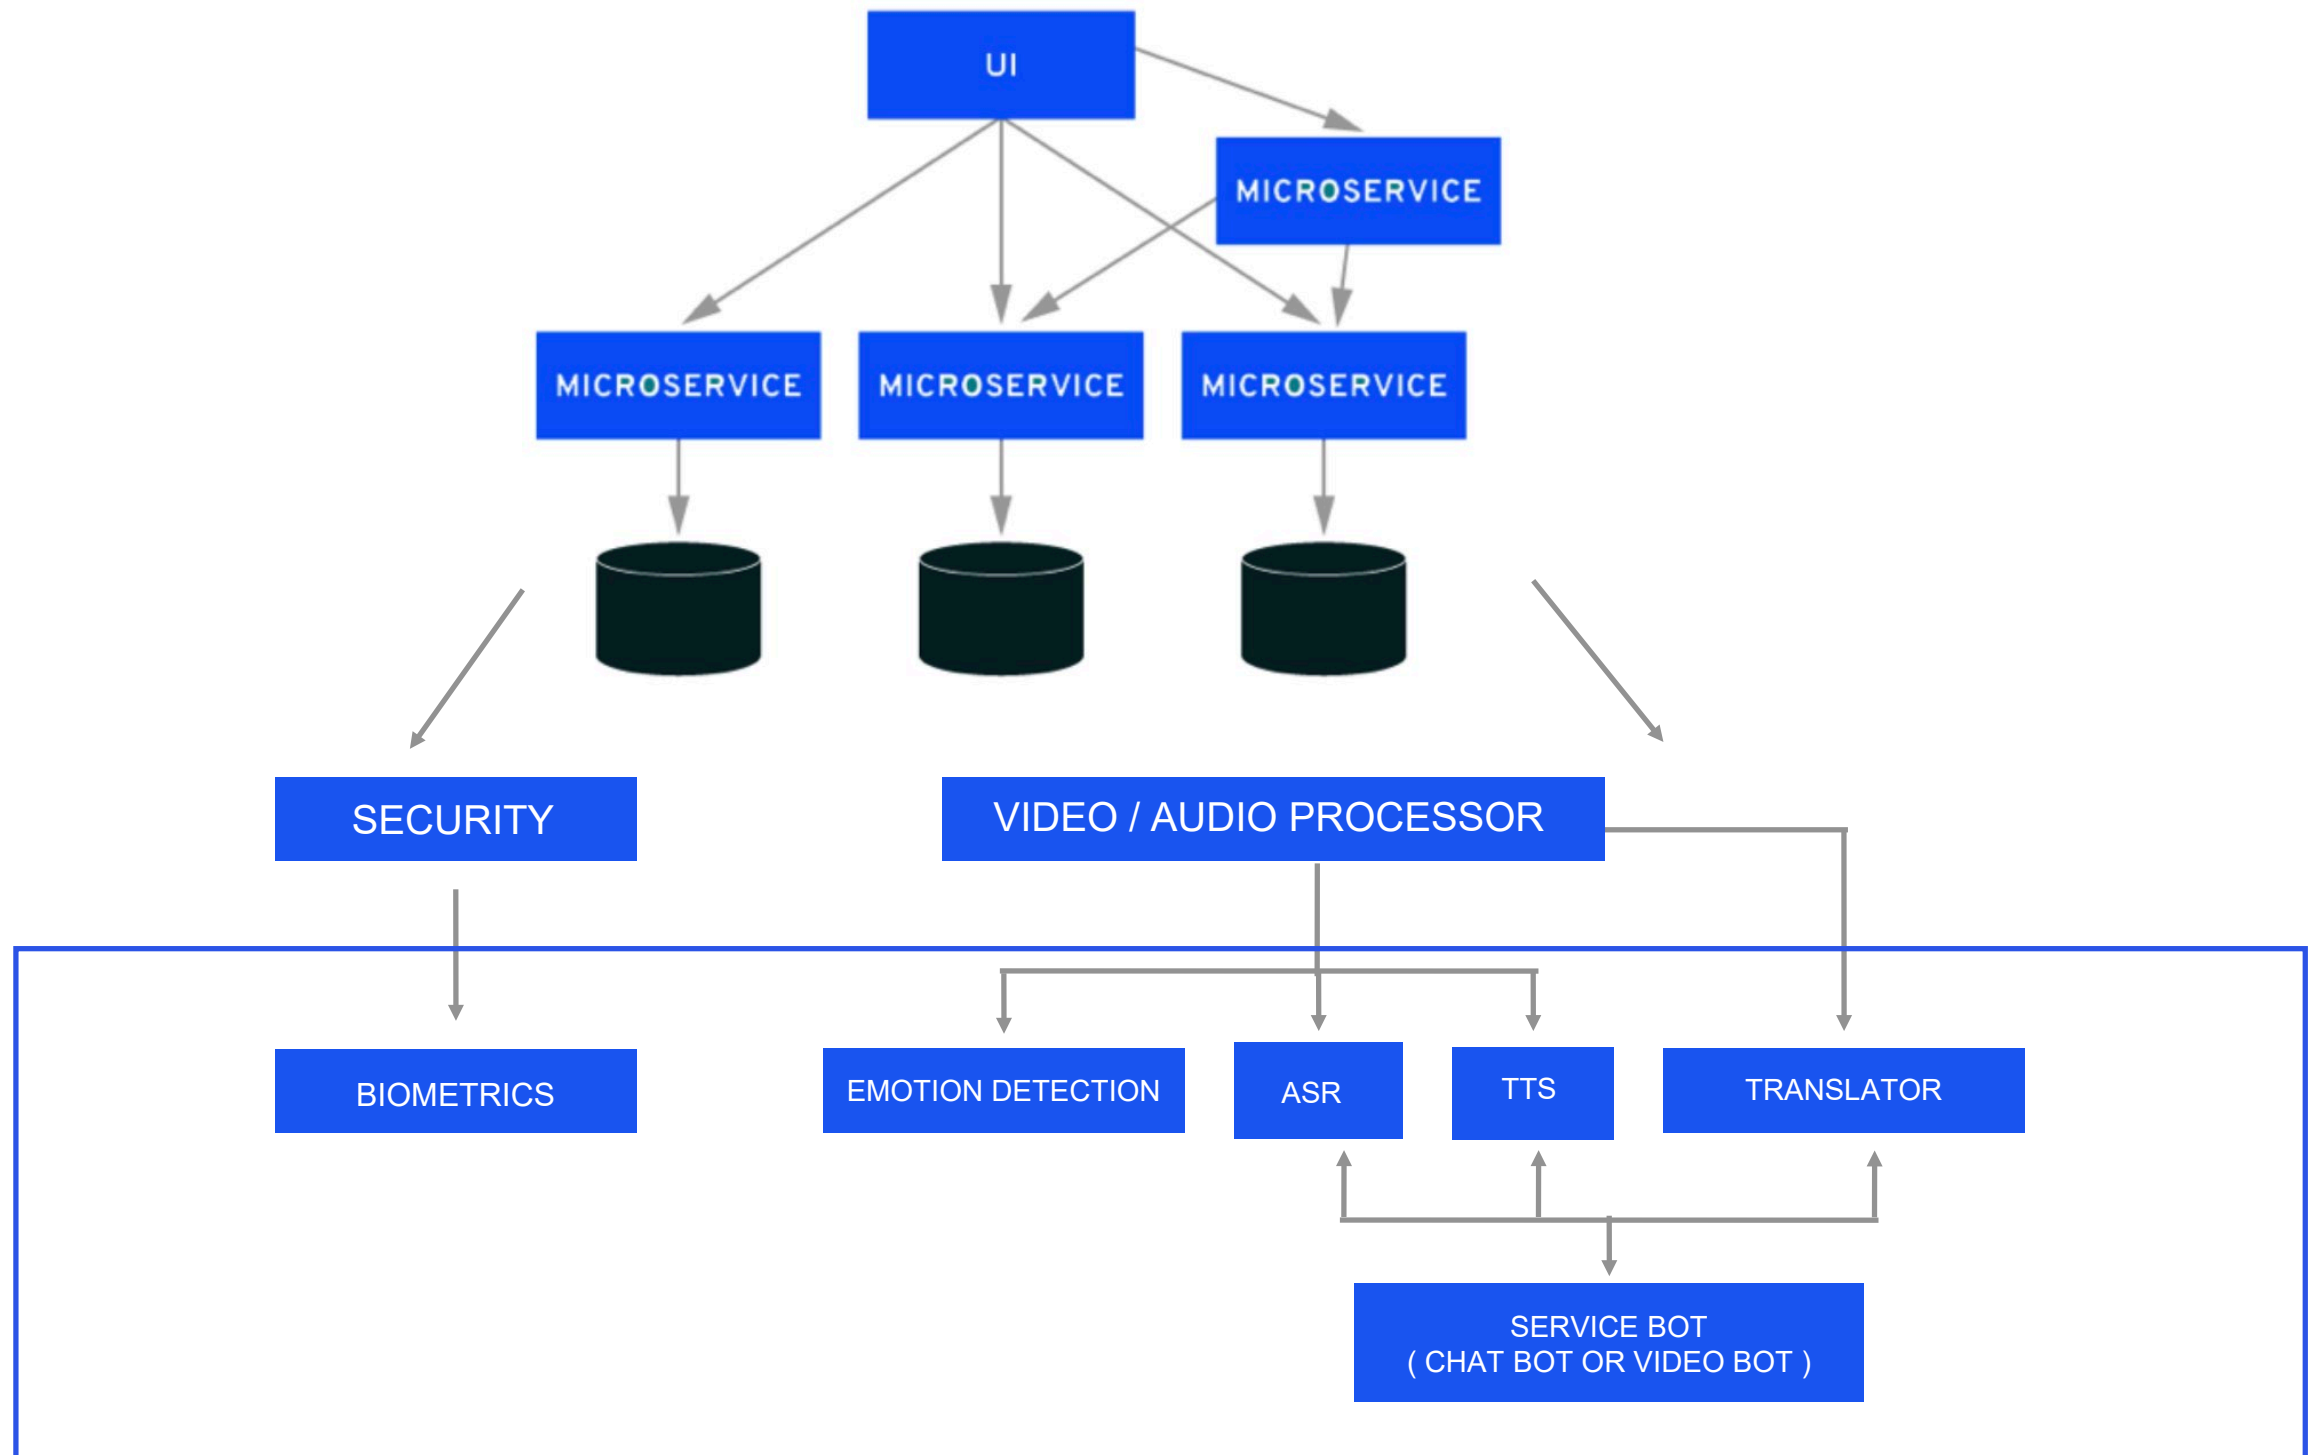 UI
MICROSERVICE
MICROSERVICE
MICROSERVICE
MICROSERVICE
SECURITY
VIDEO / AUDIO PROCESSOR
BIOMETRICS
EMOTION DETECTION
ASR
TTS
TRANSLATOR
SERVICE BOT
( CHAT BOT OR VIDEO BOT )